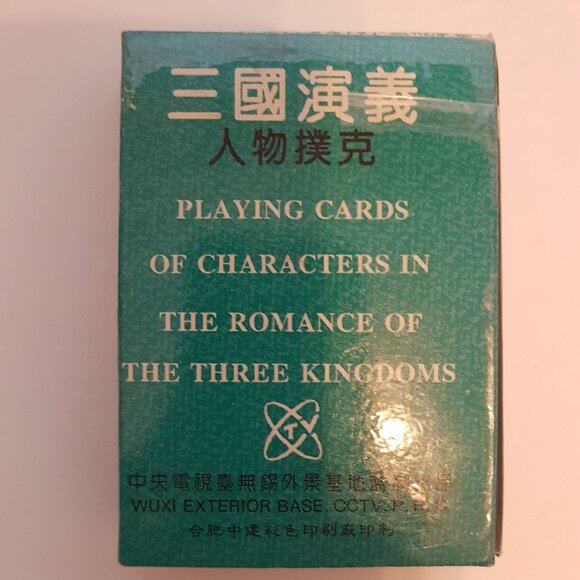 三國演義
人物撲克
PLAYING CARDS
OF CHARACTERS IN
THE ROMANCE OF
THE THREE KINGDOMS
TV
中央電視臺無錫外景基地
WUXI EXTERIOR BASE, CCTV. P. R. C.
合肥中建彩色印刷廠印制